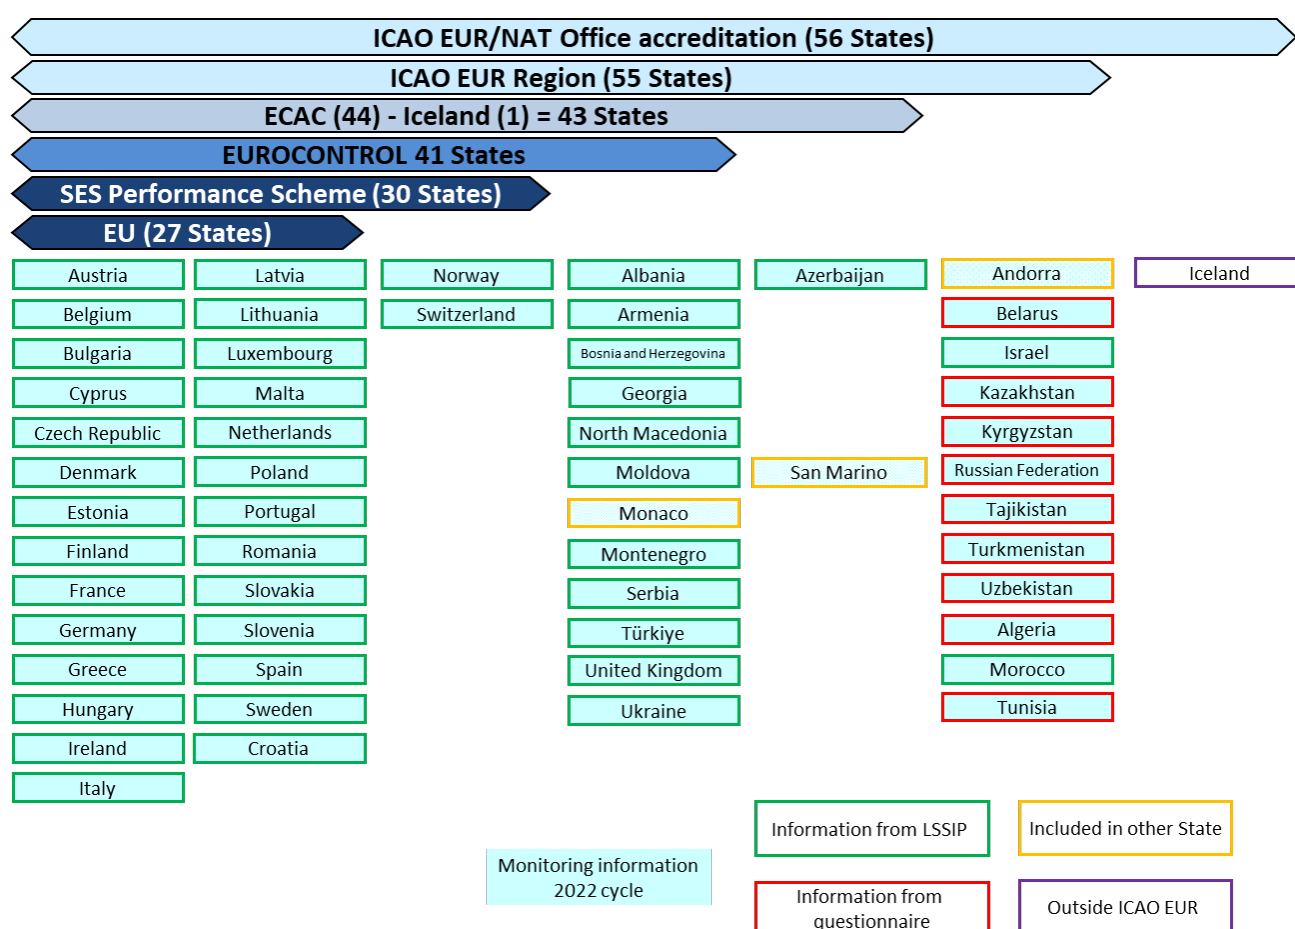 ICAO EUR/NAT Office accreditation (56 States)
ICAO EUR Region (55 States)
ECAC (44) - Iceland (1) = 43 States
EUROCONTROL 41 States
SES Performance Scheme (30 States)
EU (27 States)
Austria
Belgium
Bulgaria
Cyprus
Czech Republic
Denmark
Estonia
Finland
France
Germany
Greece
Hungary
Ireland
Italy
Latvia
Lithuania
Luxembourg
Malta
Netherlands
Poland
Portugal
Romania
Slovakia
Slovenia
Spain
Sweden
Croatia
Norway
Switzerland
Albania
Armenia
Bosnia and Herzegovina
Georgia
North Macedonia
Moldova
Monaco
Montenegro
Serbia
Türkiye
United Kingdom
Ukraine
Azerbaijan
San Marino
Andorra
Belarus
Israel
Kazakhstan
Kyrgyzstan
Russian Federation
Tajikistan
Turkmenistan
Uzbekistan
Algeria
Morocco
Tunisia
Iceland
Monitoring information
2022 cycle
Information from LSSIP
Included in other State
Information from
questionnaire
Outside ICAO EUR